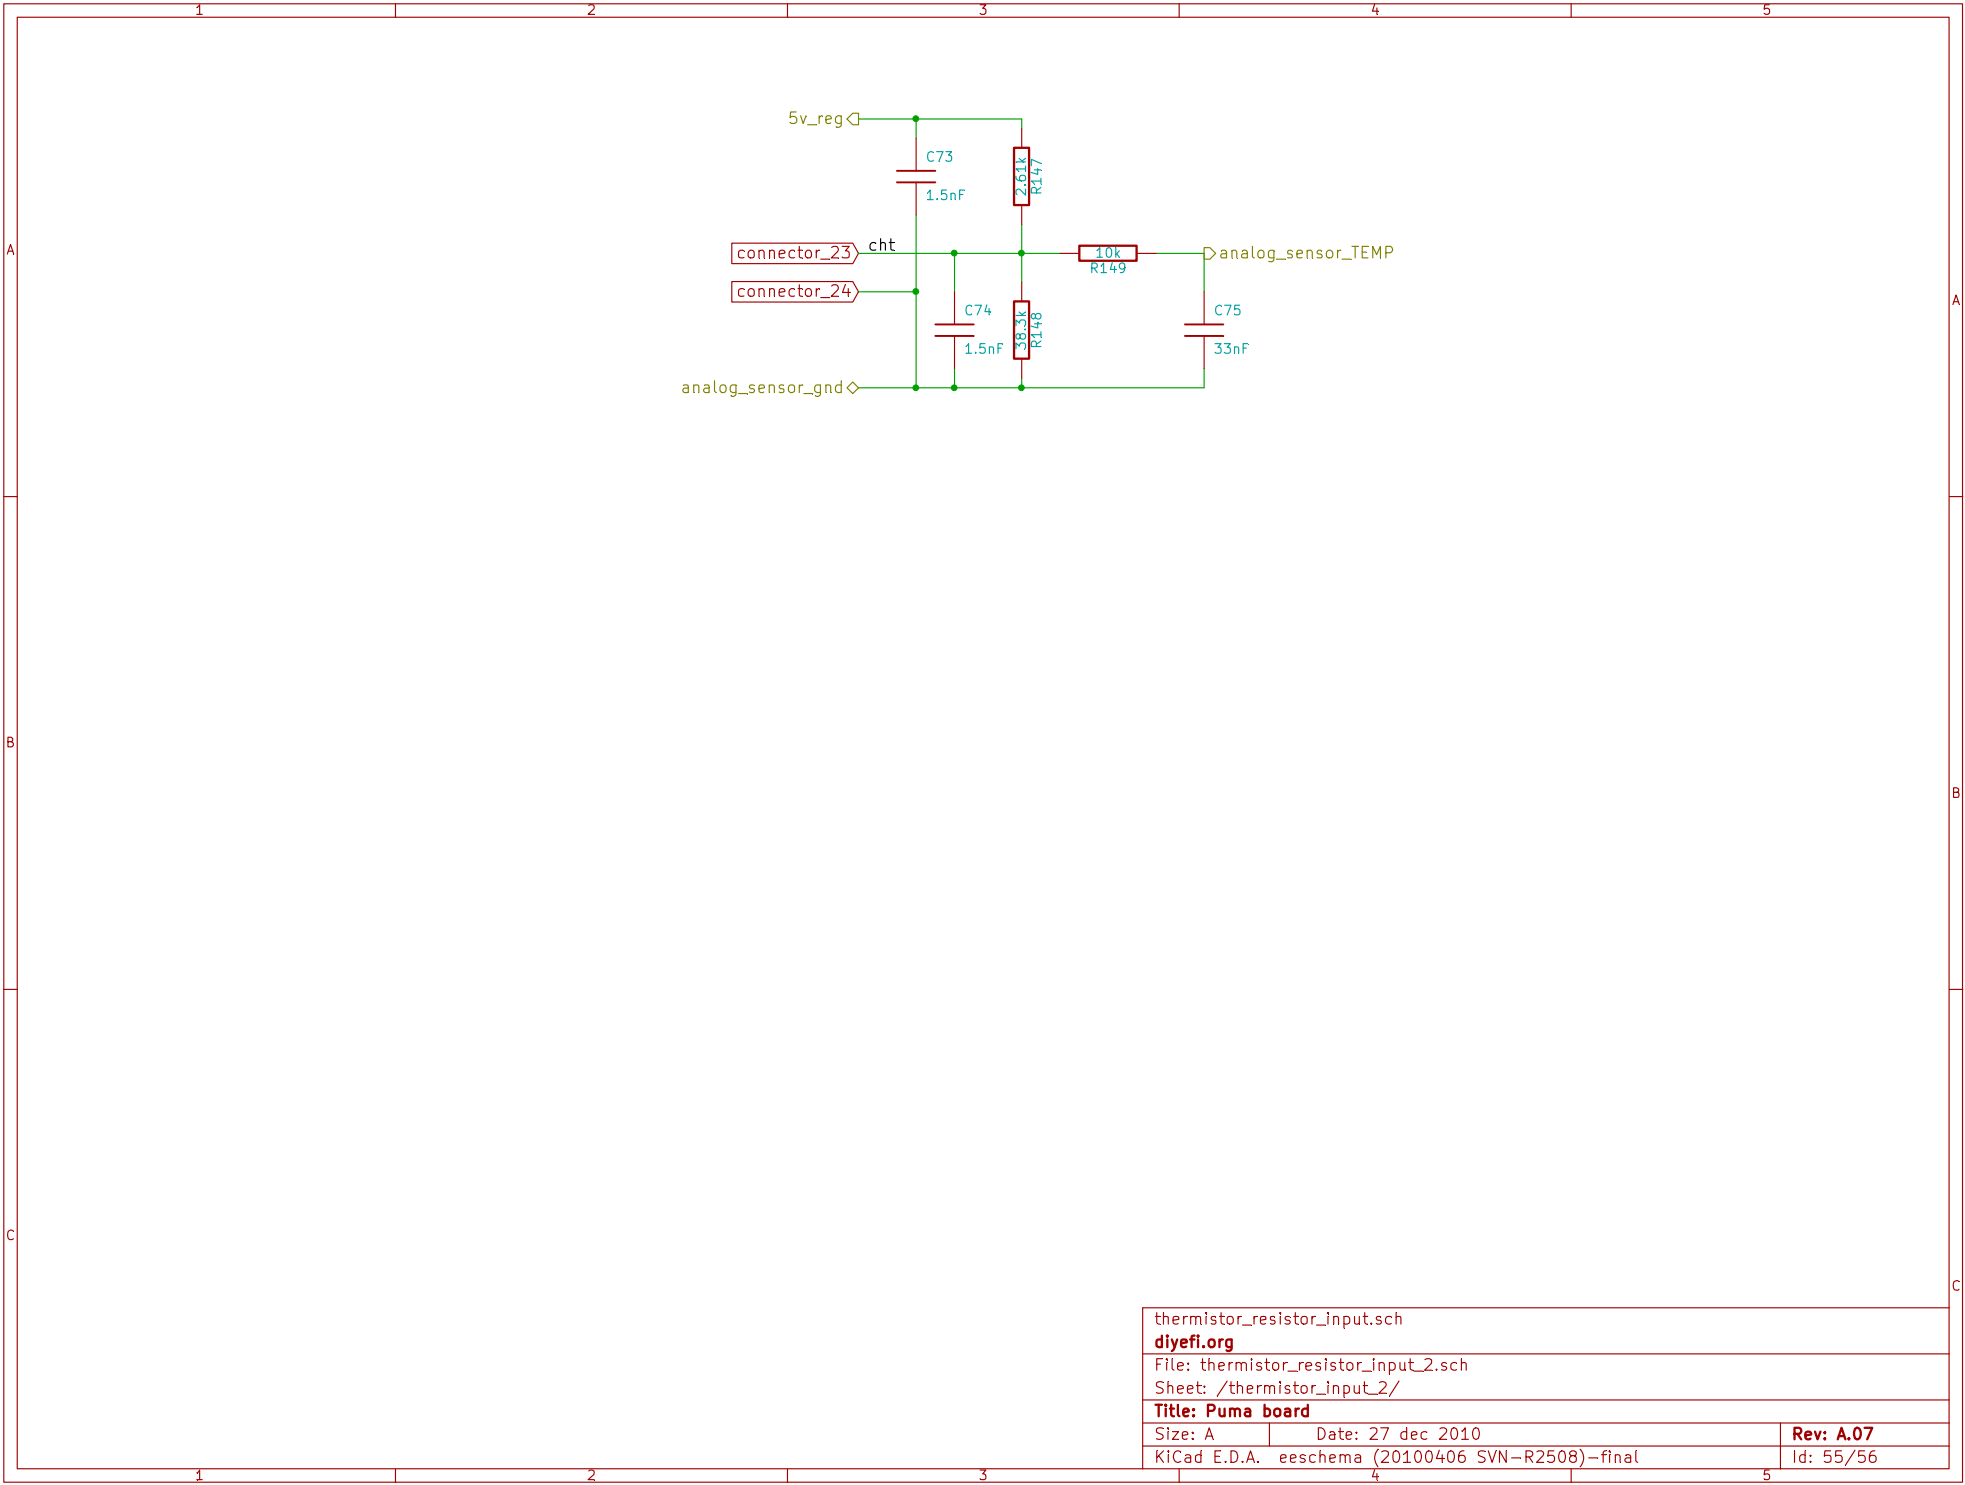 1 2 3 4 5
5v_reg
C73
1.5nF
2.61k
R147
A
cht
connector_23
10k
R149
analog_sensor_TEMP
connector_24
A
C74
1.5nF
38.3k
R148
C75
33nF
analog_sensor_gnd
B
B
C
C
thermistor_resistor_input.sch
diyefi.org
File: thermistor_resistor_input_2.sch
Sheet: /thermistor_input_2/
Title: Puma board
Size: A Date: 27 dec 2010 Rev: A.07
KiCad E.D.A. eeschema (20100406 SVN-R2508)-final Id: 55/56
1 2 3 4 5